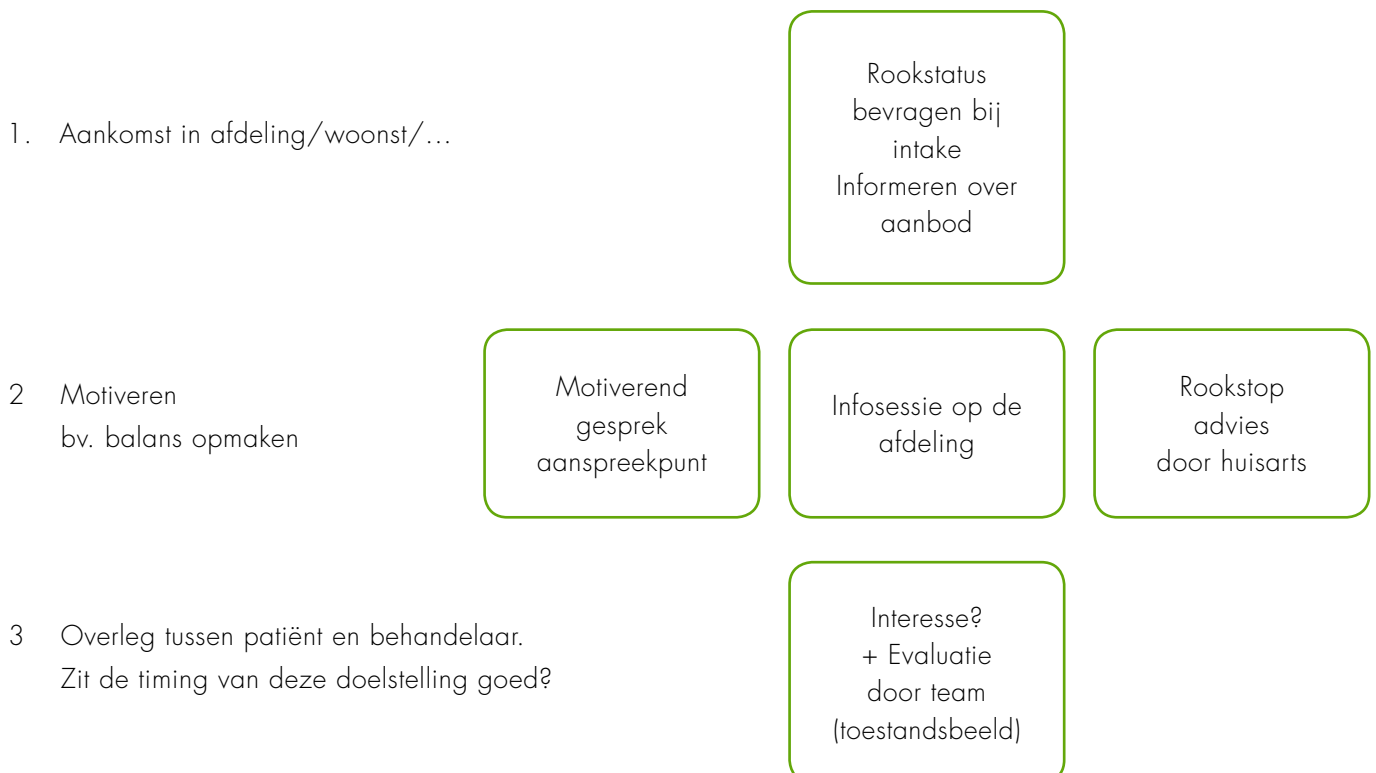 1. Aankomst in afdeling/woonst/...
Rookstatus
bevragen bij
intake
Informeren over
aanbod
2 Motiveren
bv. balans opmaken
Motiverend
gesprek
aanspreekpunt
Infosessie op de
afdeling
Rookstop
advies
door huisarts
3 Overleg tussen patiënt en behandelaar.
Zit de timing van deze doelstelling goed?
Interesse?
+ Evaluatie
door team
(toestandsbeeld)